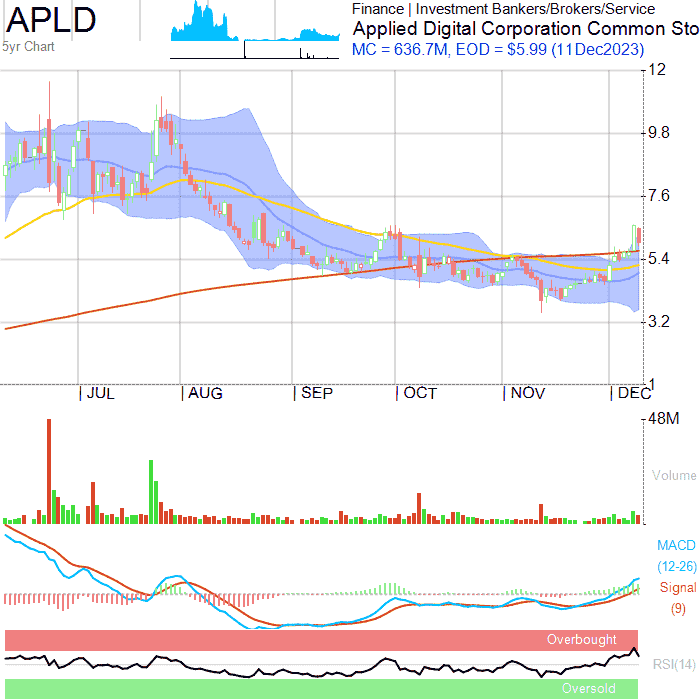 APLD
5yr Chart
Finance | Investment Bankers/Brokers/Service
Applied Digital Corporation Common Sto
MC = 636.7M, EOD = $5.99 (11Dec2023)
12
9.8
7.6
5.4
3.2
1
JUL AUG SEP OCT NOV DEC
48M
Volume
MACD
(12-26)
Signal
(9)
Overbought
RSI(14)
Oversold